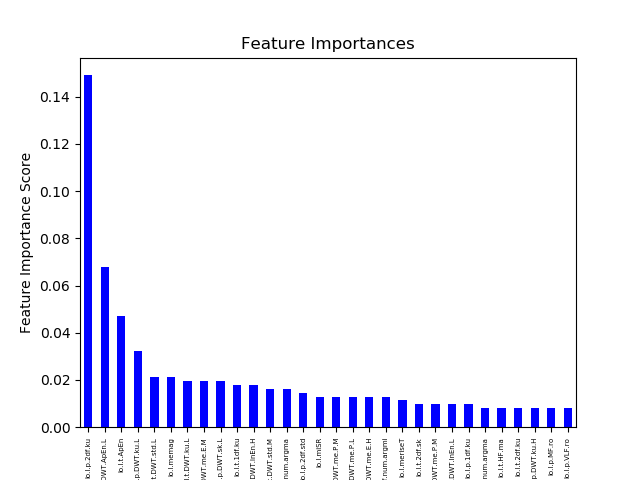 Feature Importances
Feature Importance Score
0.14
0.12
0.10
0.08
0.06
0.04
0.02
0.00
lo.l.p.2df.ku
DWT.ApEn.L
lo.l.t.ApEn
.p.DWT.ku.L
t.DWT.std.L
lo.l.memag
.t.DWT.ku.L
DWT.me.E.M
.p.DWT.sk.L
lo.l.t.1df.ku
DWT.lnEn.H
.DWT.std.M
num.argma
lo.l.p.2df.std
lo.l.miSR
DWT.me.P.M
DWT.me.P.L
DWT.me.E.H
.num.argmi
lo.l.meriseT
lo.l.t.2df.sk
DWT.me.P.M
DWT.lnEn.L
lo.l.p.1df.ku
num.argma
lo.l.t.HF.ma
lo.l.t.2df.ku
.p.DWT.ku.H
lo.l.p.MF.ro
lo.l.p.VLF.ro